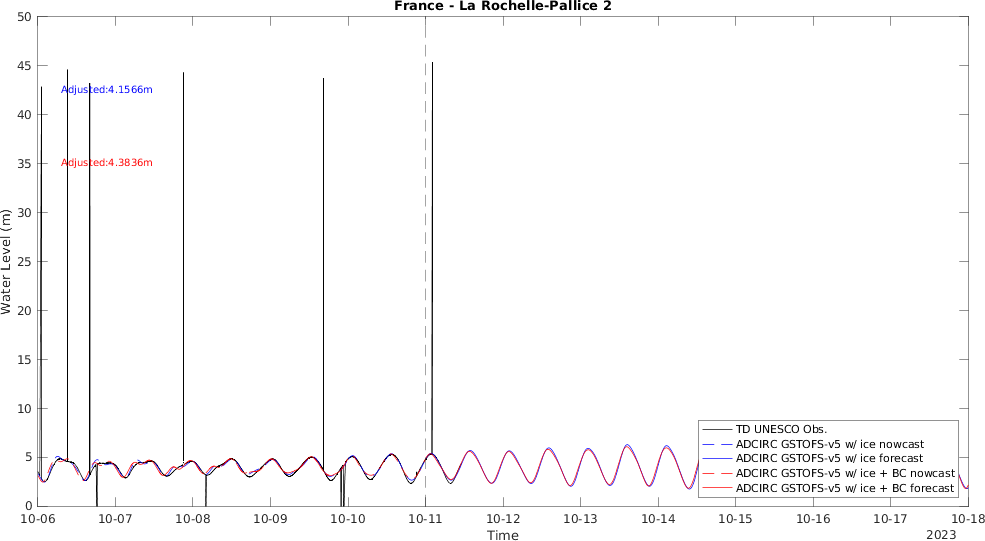 France - La Rochelle-Pallice 2
50
45
40
35
30
25
20
15
10
5
0
Water Level (m)
Adjusted:4.1566m
Adjusted:4.3836m
TD UNESCO Obs.
ADCIRC GSTOFS-v5 w/ ice nowcast
ADCIRC GSTOFS-v5 w/ ice forecast
ADCIRC GSTOFS-v5 w/ ice + BC nowcast
ADCIRC GSTOFS-v5 w/ ice + BC forecast
10-06 10-07 10-08 10-09 10-10 10-11 10-12 10-13 10-14 10-15 10-16 10-17 10-18
Time
2023